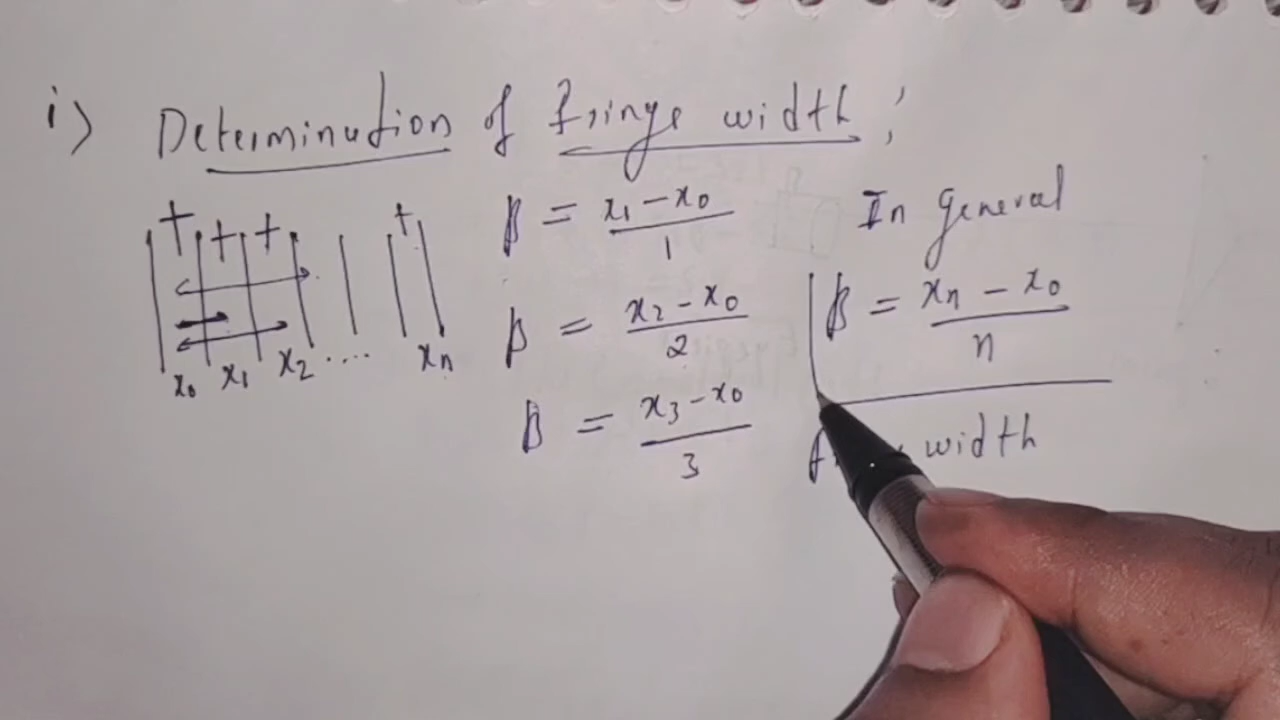 i) Determination of fringe width :
+ + + +
x₀ x₁ x₂ .... xₙ
β = x₁ - x₀ / 1
β = x₂ - x₀ / 2
β = x₃ - x₀ / 3
In general
β = xₙ - x₀ / n
width